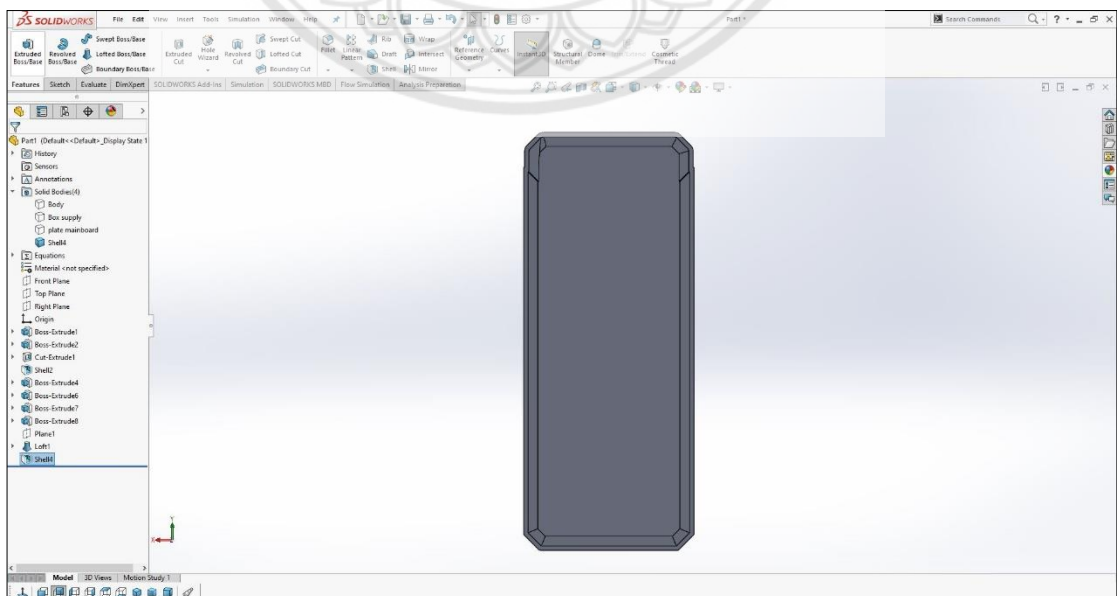 SOLIDWORKS File Edit View Insert Tools Simulation Window Help Part1 * Search Commands
Extruded Boss/Base Revolved Boss/Base Swept Boss/Base Lofted Boss/Base Boundary Boss/Base Extruded Cut Hole Wizard Revolved Cut Swept Cut Lofted Cut Boundary Cut Fillet Linear Pattern Rib Draft Shell Wrap Intersect Mirror Reference Geometry Curves Instant3D Structural Member Dome Cosmetic Thread
Features Sketch Evaluate DimXpert SOLIDWORKS Add-Ins Simulation SOLIDWORKS MBD Flow Simulation Analysis Preparation
Part1 (Default<<Default>_Display State 1
History
Sensors
Annotations
Solid Bodies(4)
Body
Box supply
plate mainboard
Shell4
Equations
Material <not specified>
Front Plane
Top Plane
Right Plane
Origin
Boss-Extrude1
Boss-Extrude2
Cut-Extrude1
Shell2
Boss-Extrude4
Boss-Extrude6
Boss-Extrude7
Boss-Extrude8
Plane1
Loft1
Shell4
Y
X
Model 3D Views Motion Study 1